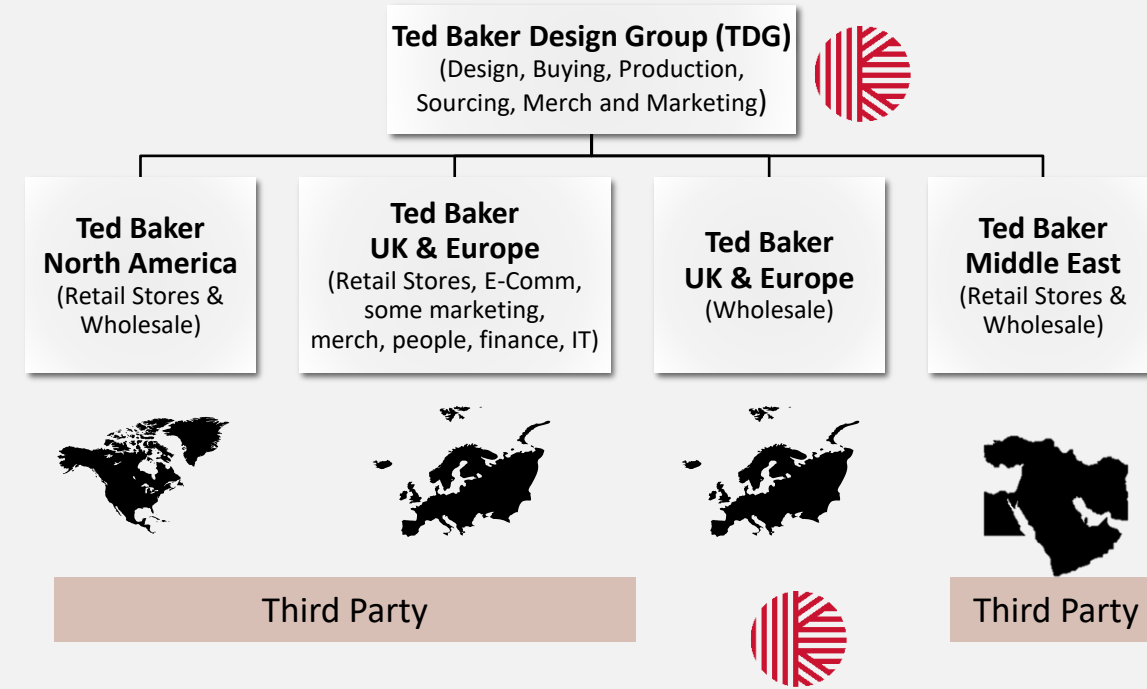 Ted Baker Design Group (TDG)
(Design, Buying, Production,
Sourcing, Merch and Marketing)
Ted Baker
North America
(Retail Stores &
Wholesale)
Ted Baker
UK & Europe
(Retail Stores, E-Comm,
some marketing,
merch, people, finance, IT)
Ted Baker
UK & Europe
(Wholesale)
Ted Baker
Middle East
(Retail Stores &
Wholesale)
Third Party
Third Party